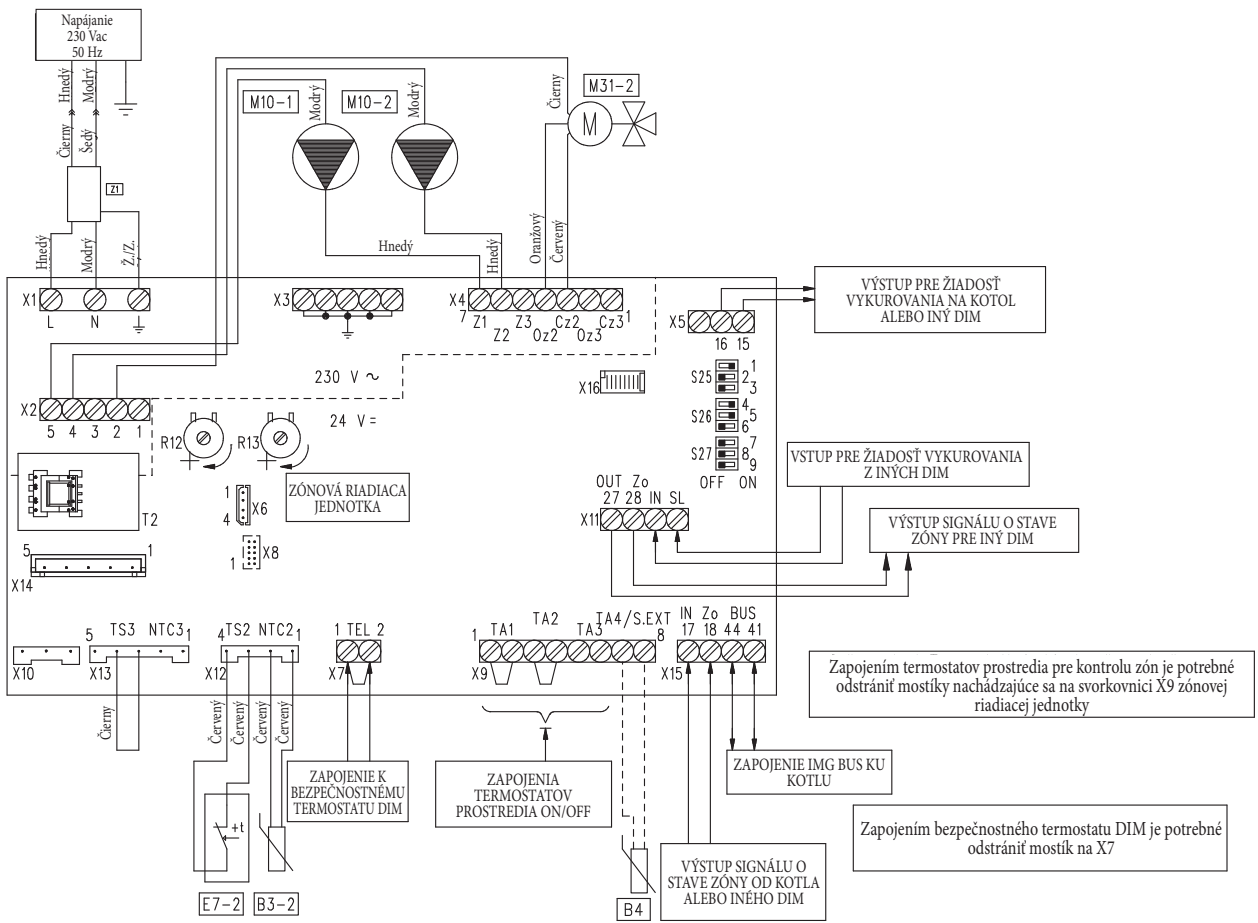 Napájanie
230 Vac
50 Hz
Hnedý
Modrý
Čierny
Šedý
Z1
Hnedý
Modrý
Ž./Z.
M10-1
Modrý
M10-2
Modrý
Čierny
M31-2
M
Hnedý
Hnedý
Oranžový
Červený
X1
L
N
X3
X4
7
Z1
Z2
Z3
Oz2
Cz2
Oz3
Cz3
1
X5
16
15
VÝSTUP PRE ŽIADOSŤ
VYKUROVANIA NA KOTOL
ALEBO INÝ DIM
230 V ~
24 V =
X16
S25
1
2
3
S26
4
5
6
S27
7
8
9
OFF ON
X2
5
4
3
2
1
R12
R13
ZÓNOVÁ RIADIACA
JEDNOTKA
VSTUP PRE ŽIADOSŤ VYKUROVANIA
Z INÝCH DIM
T2
1
4
X6
1
X8
OUT Zo IN SL
27 28
X11
VÝSTUP SIGNÁLU O STAVE
ZÓNY PRE INÝ DIM
5
1
X14
X10
5
TS3 NTC3
1
X13
4
TS2 NTC2
1
X12
1 TEL 2
X7
1
TA1
TA2
TA3
TA4/S.EXT
8
X9
IN Zo BUS
17 18 44 41
X15
Zapojením termostatov prostredia pre kontrolu zón je potrebné
odstrániť mostíky nachádzajúce sa na svorkovnici X9 zónovej
riadiacej jednotky
Čierny
Červený
Červený
Červený
Červený
ZAPOJENIE K
BEZPEČNOSTNÉMU
TERMOSTATU DIM
ZAPOJENIA
TERMOSTATOV
PROSTREDIA ON/OFF
ZAPOJENIE IMG BUS KU
KOTLU
Zapojením bezpečnostného termostatu DIM je potrebné
odstrániť mostík na X7
+t
E7-2
B3-2
B4
VÝSTUP SIGNÁLU O
STAVE ZÓNY OD KOTLA
ALEBO INÉHO DIM